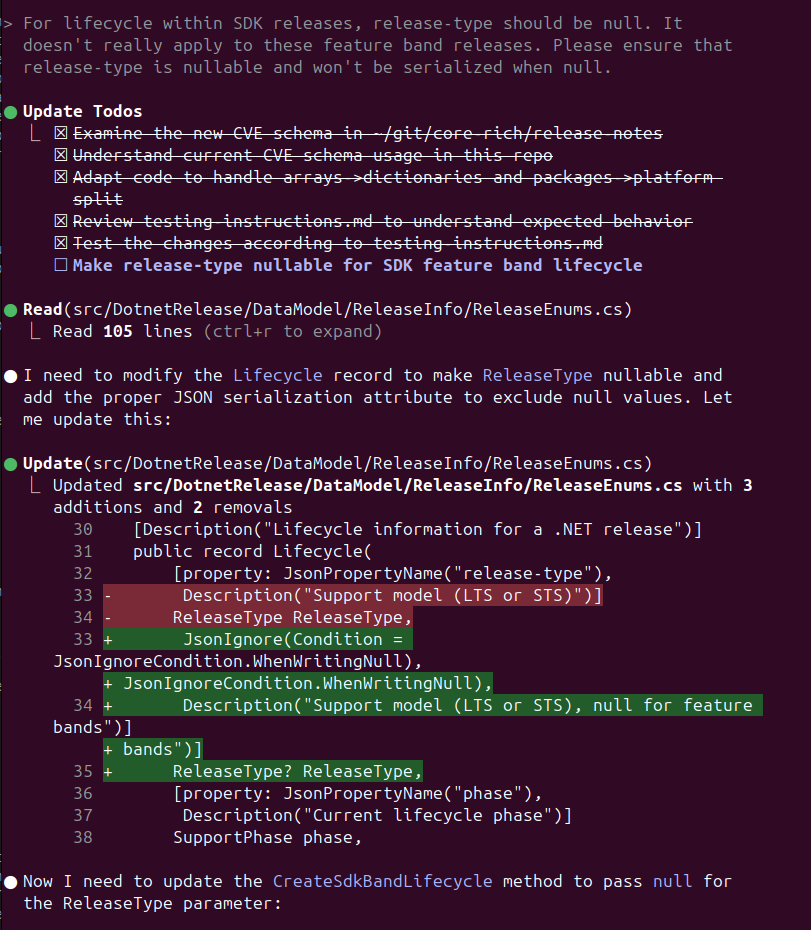 > For lifecycle within SDK releases, release-type should be null. It
doesn't really apply to these feature band releases. Please ensure that
release-type is nullable and won't be serialized when null.
● Update Todos
⎿ ☒ Examine the new CVE schema in ~/git/core-rich/release-notes
☒ Understand current CVE schema usage in this repo
☒ Adapt code to handle arrays->dictionaries and packages->platform
split
☒ Review testing-instructions.md to understand expected behavior
☒ Test the changes according to testing-instructions.md
☐ Make release-type nullable for SDK feature band lifecycle
● Read(src/DotnetRelease/DataModel/ReleaseInfo/ReleaseEnums.cs)
⎿ Read 105 lines (ctrl+r to expand)
● I need to modify the Lifecycle record to make ReleaseType nullable and
add the proper JSON serialization attribute to exclude null values. Let
me update this:
● Update(src/DotnetRelease/DataModel/ReleaseInfo/ReleaseEnums.cs)
⎿ Updated src/DotnetRelease/DataModel/ReleaseInfo/ReleaseEnums.cs with 3
additions and 2 removals
30 [Description("Lifecycle information for a .NET release")]
31 public record Lifecycle(
32 [property: JsonPropertyName("release-type"),
33 - Description("Support model (LTS or STS)")]
34 - ReleaseType ReleaseType,
33 + JsonIgnore(Condition =
JsonIgnoreCondition.WhenWritingNull),
+ JsonIgnoreCondition.WhenWritingNull),
34 + Description("Support model (LTS or STS), null for feature
bands")]
+ bands")]
35 + ReleaseType? ReleaseType,
36 [property: JsonPropertyName("phase"),
37 Description("Current lifecycle phase")]
38 SupportPhase phase,
● Now I need to update the CreateSdkBandLifecycle method to pass null for
the ReleaseType parameter: